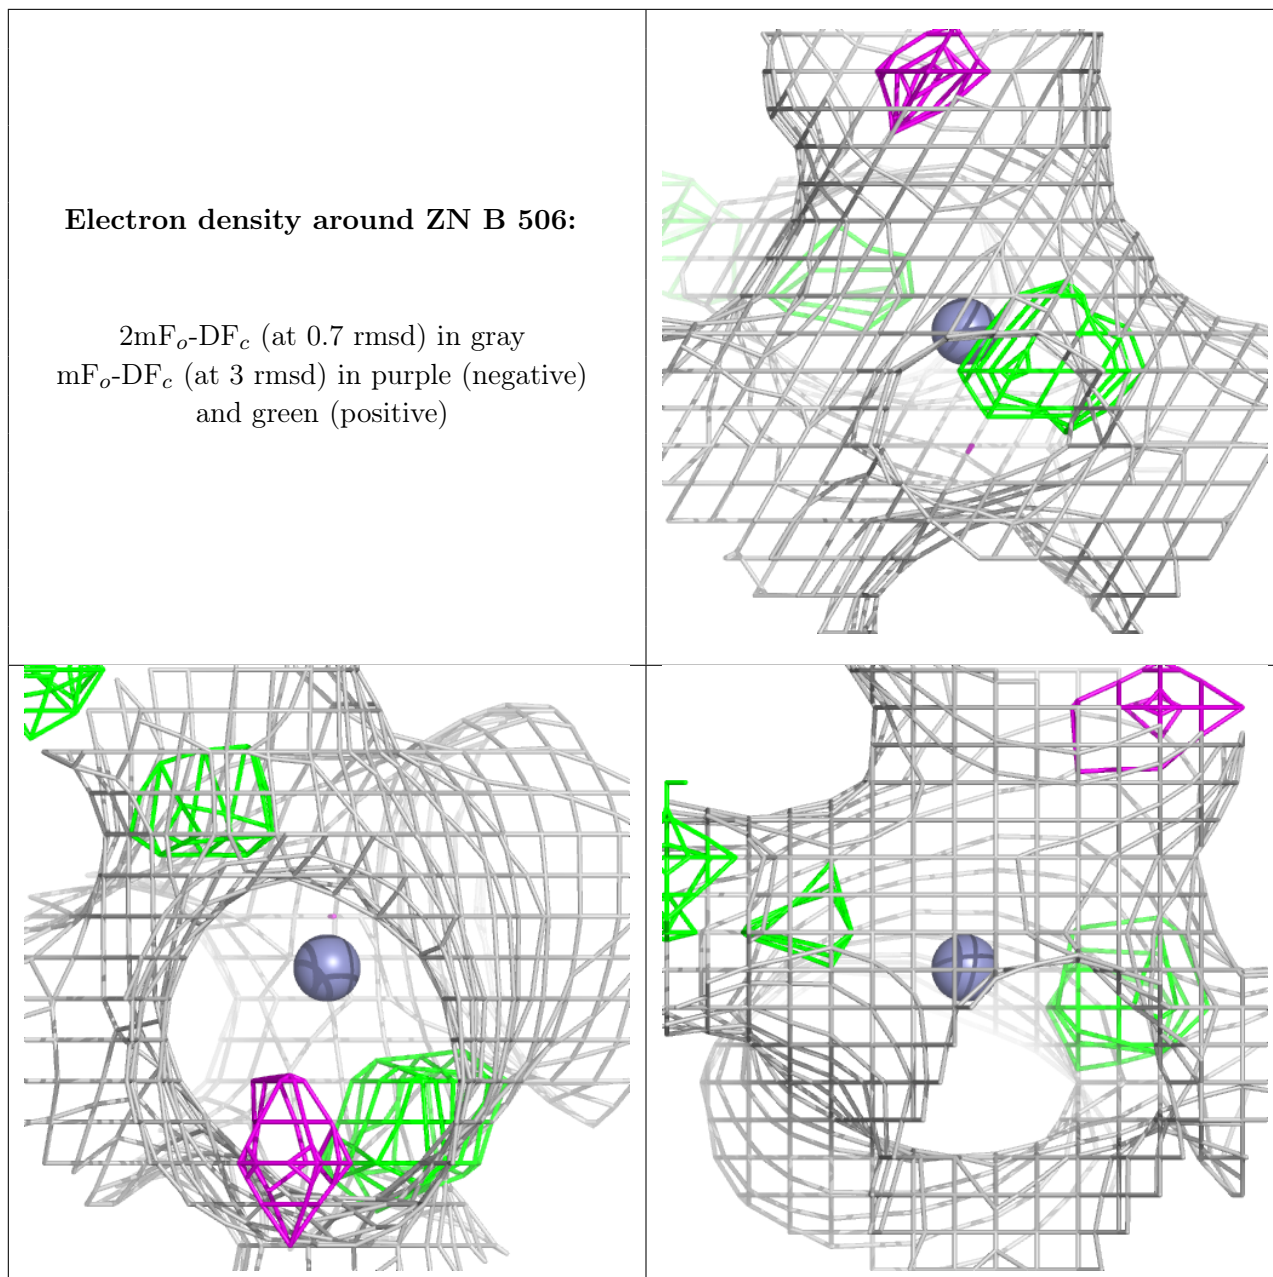 Electron density around ZN B 506:
2mFo-DFc (at 0.7 rmsd) in gray
mFo-DFc (at 3 rmsd) in purple (negative)
and green (positive)